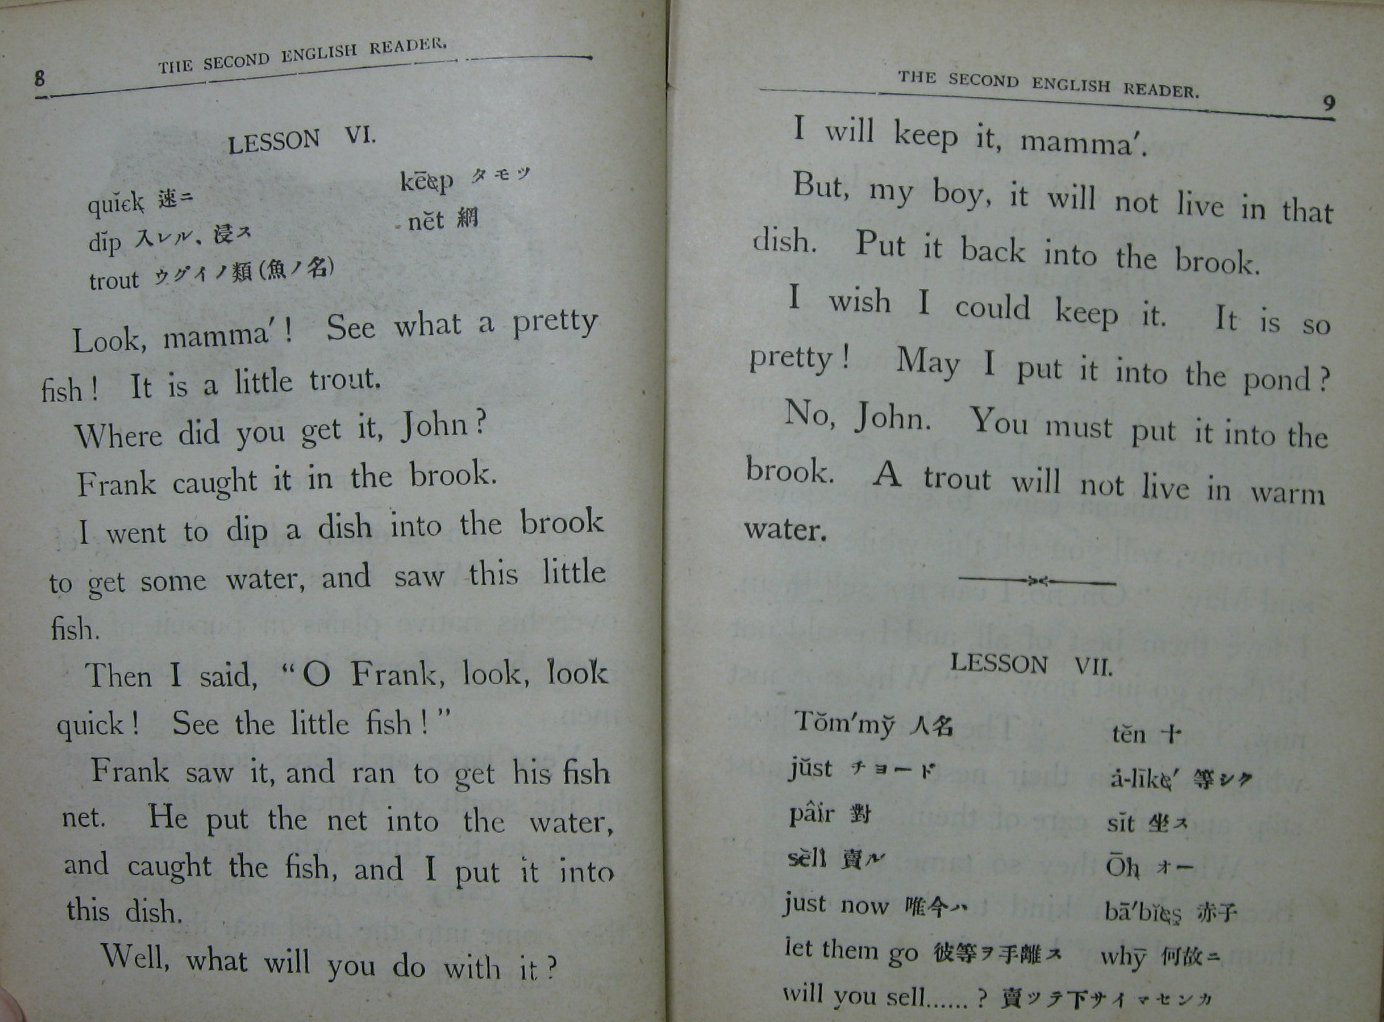 8
THE SECOND ENGLISH READER.
LESSON VI.
quĭck 速ニ
dĭp 入レル、浸ス
trout ウグイノ類(魚ノ名)
kēep タモツ
nĕt 網
Look, mamma′! See what a pretty
fish! It is a little trout.
Where did you get it, John?
Frank caught it in the brook.
I went to dip a dish into the brook
to get some water, and saw this little
fish.
Then I said, “O Frank, look, look
quick! See the little fish!”
Frank saw it, and ran to get his fish
net. He put the net into the water,
and caught the fish, and I put it into
this dish.
Well, what will you do with it?
THE SECOND ENGLISH READER.
9
I will keep it, mamma′.
But, my boy, it will not live in that
dish. Put it back into the brook.
I wish I could keep it. It is so
pretty! May I put it into the pond?
No, John. You must put it into the
brook. A trout will not live in warm
water.
LESSON VII.
Tŏm′mў 人名
jŭst チョード
pâir 對
sĕll 賣ル
just now 唯今ハ
let them go 彼等ヲ手離ス
will you sell......? 賣ツテ下サイマセンカ
tĕn 十
ȧ-līke′ 等シク
sĭt 坐ス
Ōh オー
bā′bĭeş 赤子
whȳ 何故ニ